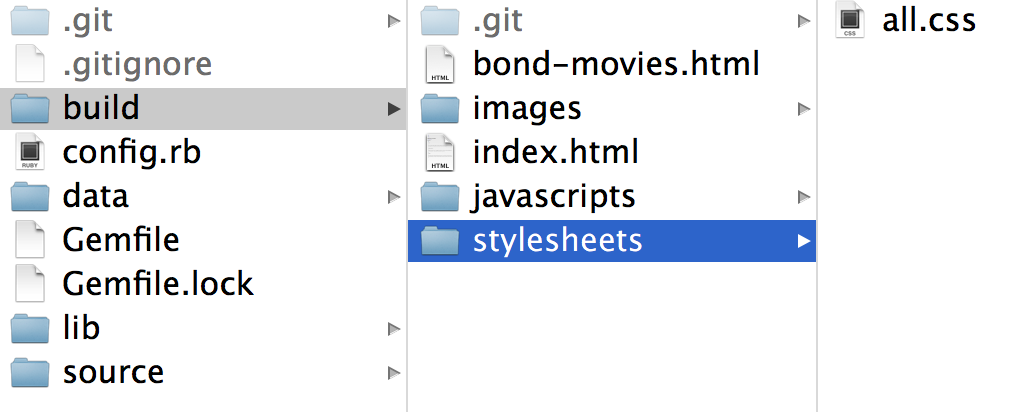 .git
.gitignore
build
config.rb
RUBY
data
Gemfile
Gemfile.lock
lib
source
.git
bond-movies.html
HTML
images
index.html
HTML
javascripts
stylesheets
all.css
CSS